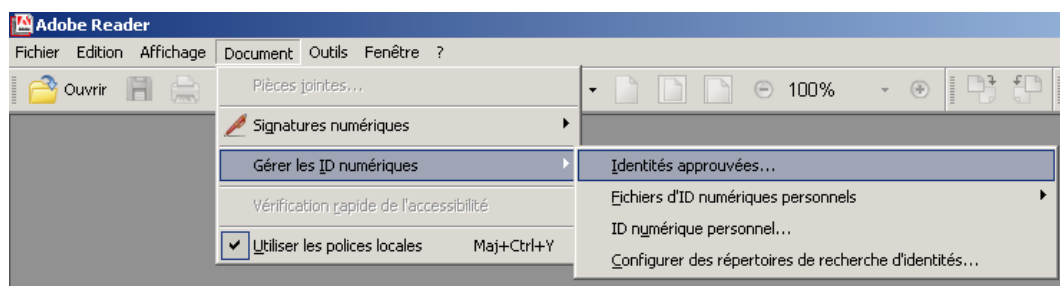 Adobe Reader
Fichier Edition Affichage Document Outils Fenêtre ?
Ouvrir 100%
Pièces jointes...
Signatures numériques
Gérer les ID numériques
Vérification rapide de l'accessibilité
Utiliser les polices locales Maj+Ctrl+Y
Identités approuvées...
Fichiers d'ID numériques personnels
ID numérique personnel...
Configurer des répertoires de recherche d'identités...